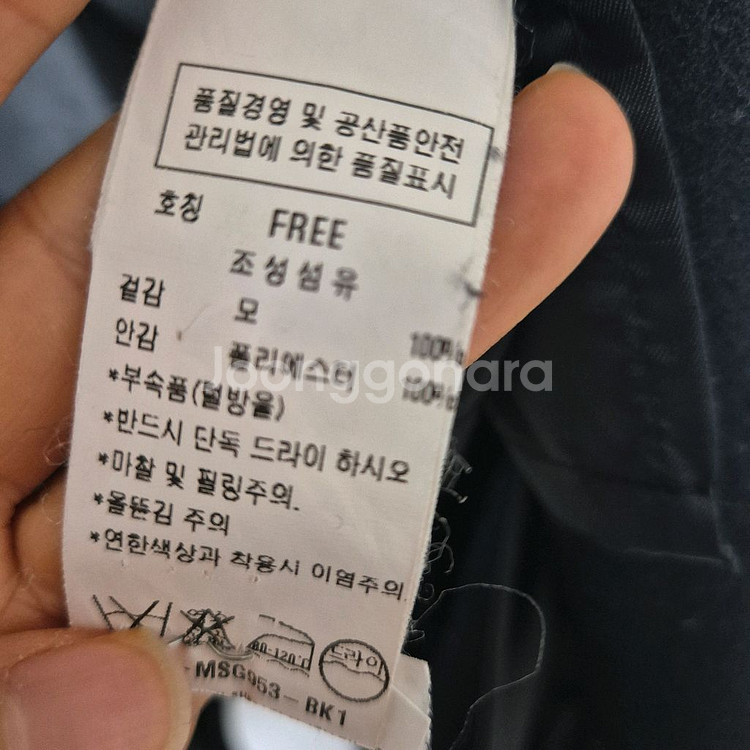 품질경영 및 공산품안전
관리법에 의한 품질표시
호칭 FREE
조성섬유
겉감 모 100%
안감 폴리에스터 100%
*부속품(털방울)
*반드시 단독 드라이 하시오
*마찰 및 필링주의.
*올뜯김 주의
*연한색상과 착용시 이염주의.
80-120℃ 드라이
-MSG953-BK1
Joonggonara